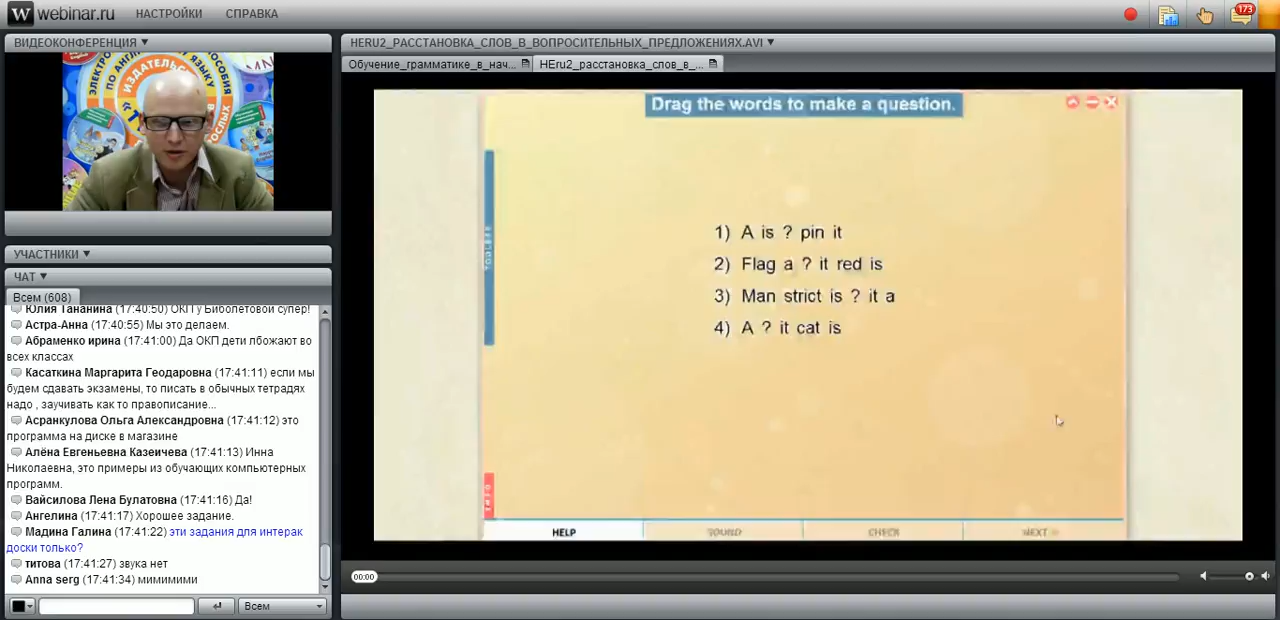 W webinar.ru НАСТРОЙКИ СПРАВКА
173
ВИДЕОКОНФЕРЕНЦИЯ
HERU2_РАССТАНОВКА_СЛОВ_В_ВОПРОСИТЕЛЬНЫХ_ПРЕДЛОЖЕНИЯХ.AVI
Обучение_грамматике_в_нач... HEru2_расстановка_слов_в_...
УЧАСТНИКИ
ЧАТ
Всем (608)
Юлия Тананина (17:40:50) ОКП у Биболетовой супер!
Астра-Анна (17:40:55) Мы это делаем.
Абраменко ирина (17:41:00) Да ОКП дети лбожают во
всех классах
Касаткина Маргарита Геодаровна (17:41:11) если мы
будем сдавать экзамены, то писать в обычных тетрадях
надо , заучивать как то правописание...
Асранкулова Ольга Александровна (17:41:12) это
программа на диске в магазине
Алёна Евгеньевна Казеичева (17:41:13) Инна
Николаевна, это примеры из обучающих компьютерных
программ.
Вайсилова Лена Булатовна (17:41:16) Да!
Ангелина (17:41:17) Хорошее задание.
Мадина Галина (17:41:22) эти задания для интерак
доски только?
титова (17:41:27) звука нет
Anna serg (17:41:34) мимимими
Всем
Drag the words to make a question.
1) A is ? pin it
2) Flag a ? it red is
3) Man strict is ? it a
4) A ? it cat is
HELP SOUND CHECK NEXT
00:00